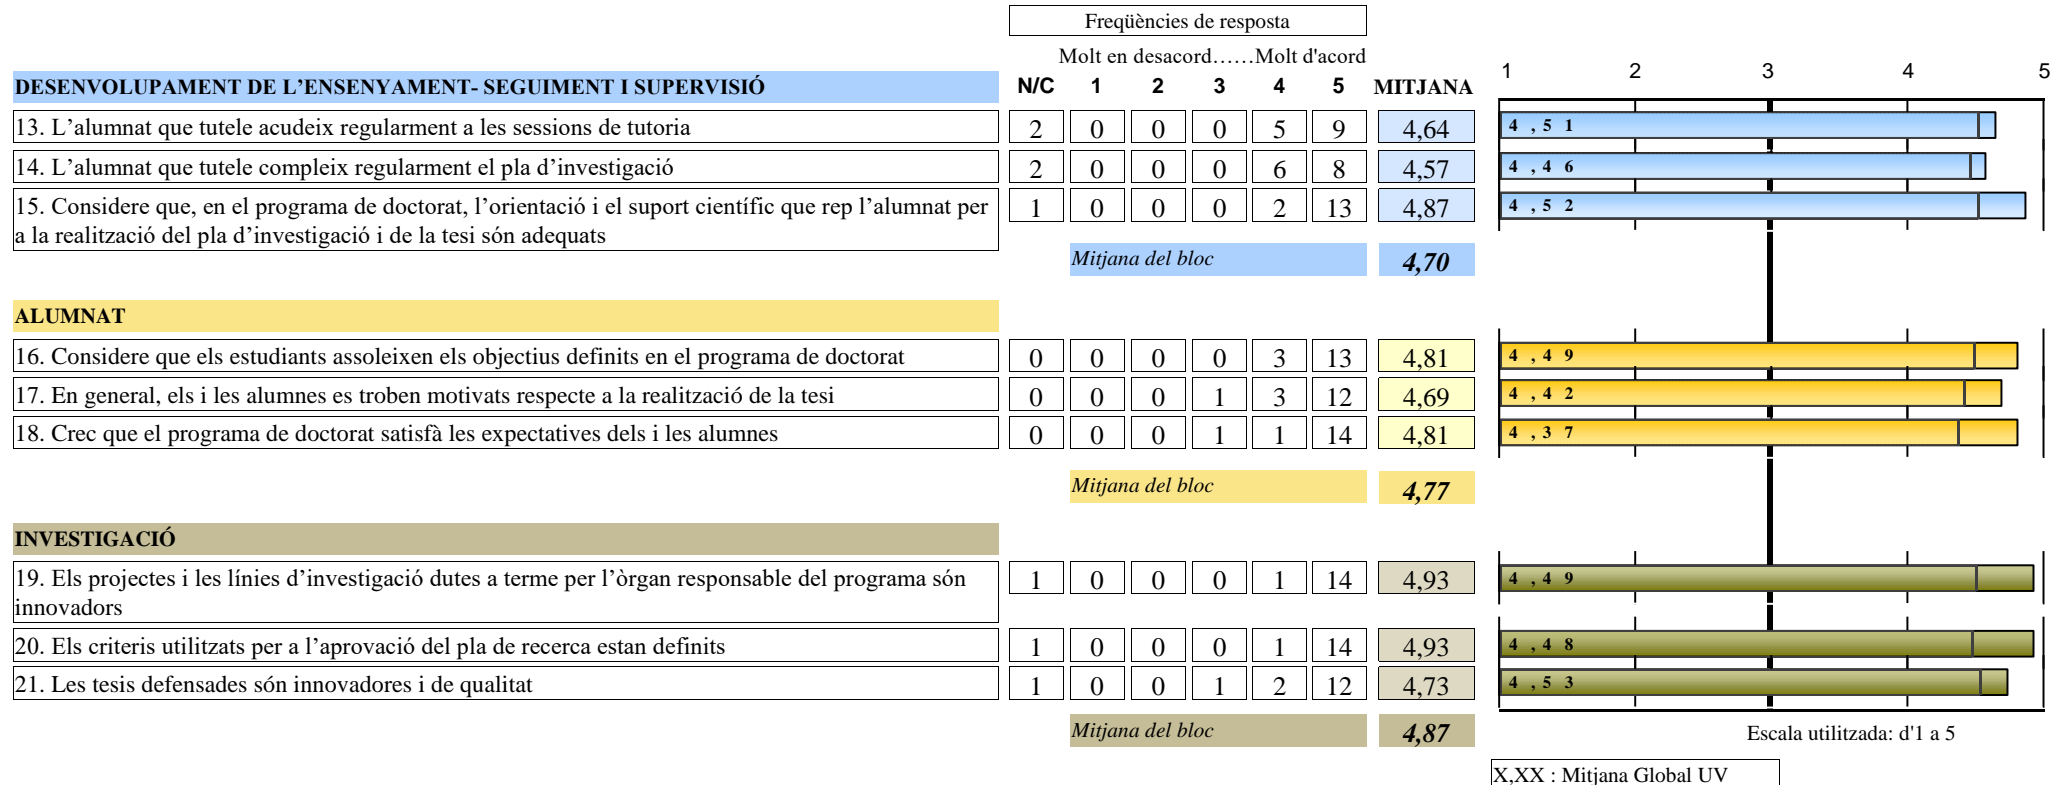 Freqüències de resposta
Molt en desacord……Molt d'acord
DESENVOLUPAMENT DE L’ENSENYAMENT- SEGUIMENT I SUPERVISIÓ N/C 1 2 3 4 5 MITJANA 1 2 3 4 5
13. L’alumnat que tutele acudeix regularment a les sessions de tutoria 2 0 0 0 5 9 4,64 4,51
14. L’alumnat que tutele compleix regularment el pla d’investigació 2 0 0 0 6 8 4,57 4,46
15. Considere que, en el programa de doctorat, l’orientació i el suport científic que rep l’alumnat per 1 0 0 0 2 13 4,87 4,52
a la realització del pla d’investigació i de la tesi són adequats
Mitjana del bloc 4,70
ALUMNAT
16. Considere que els estudiants assoleixen els objectius definits en el programa de doctorat 0 0 0 0 3 13 4,81 4,49
17. En general, els i les alumnes es troben motivats respecte a la realització de la tesi 0 0 0 1 3 12 4,69 4,42
18. Crec que el programa de doctorat satisfà les expectatives dels i les alumnes 0 0 0 1 1 14 4,81 4,37
Mitjana del bloc 4,77
INVESTIGACIÓ
19. Els projectes i les línies d’investigació dutes a terme per l’òrgan responsable del programa són 1 0 0 0 1 14 4,93 4,49
innovadors
20. Els criteris utilitzats per a l’aprovació del pla de recerca estan definits 1 0 0 0 1 14 4,93 4,48
21. Les tesis defensades són innovadores i de qualitat 1 0 0 1 2 12 4,73 4,53
Mitjana del bloc 4,87
Escala utilitzada: d'1 a 5
X,XX : Mitjana Global UV